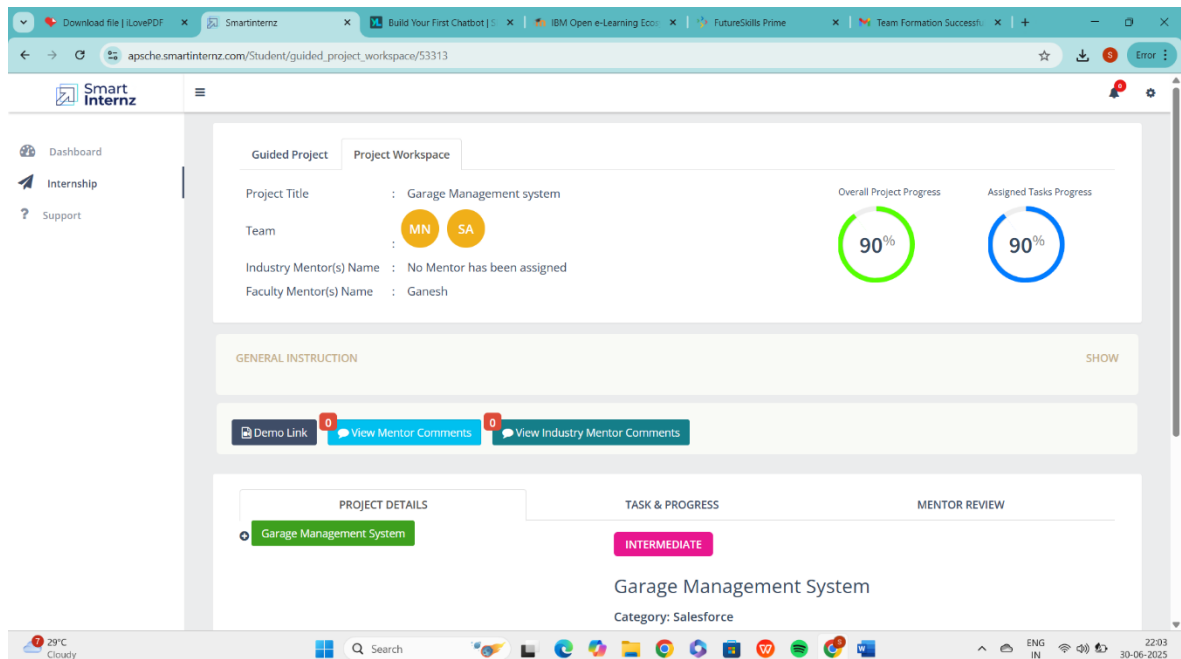 Download file | iLovePDF
Smartinternz
Build Your First Chatbot | S
IBM Open e-Learning Eco
FutureSkills Prime
Team Formation Successf
apsche.smartinternz.com/Student/guided_project_workspace/53313
S
Error
Smart
Internz
0
Dashboard
Internship
Support
Guided Project
Project Workspace
Project Title : Garage Management system
Team : MN SA
Industry Mentor(s) Name : No Mentor has been assigned
Faculty Mentor(s) Name : Ganesh
Overall Project Progress
90%
Assigned Tasks Progress
90%
GENERAL INSTRUCTION
SHOW
Demo Link
0
View Mentor Comments
0
View Industry Mentor Comments
PROJECT DETAILS
TASK & PROGRESS
MENTOR REVIEW
Garage Management System
INTERMEDIATE
Garage Management System
Category: Salesforce
7
29°C
Cloudy
Search
ENG
IN
22:03
30-06-2025